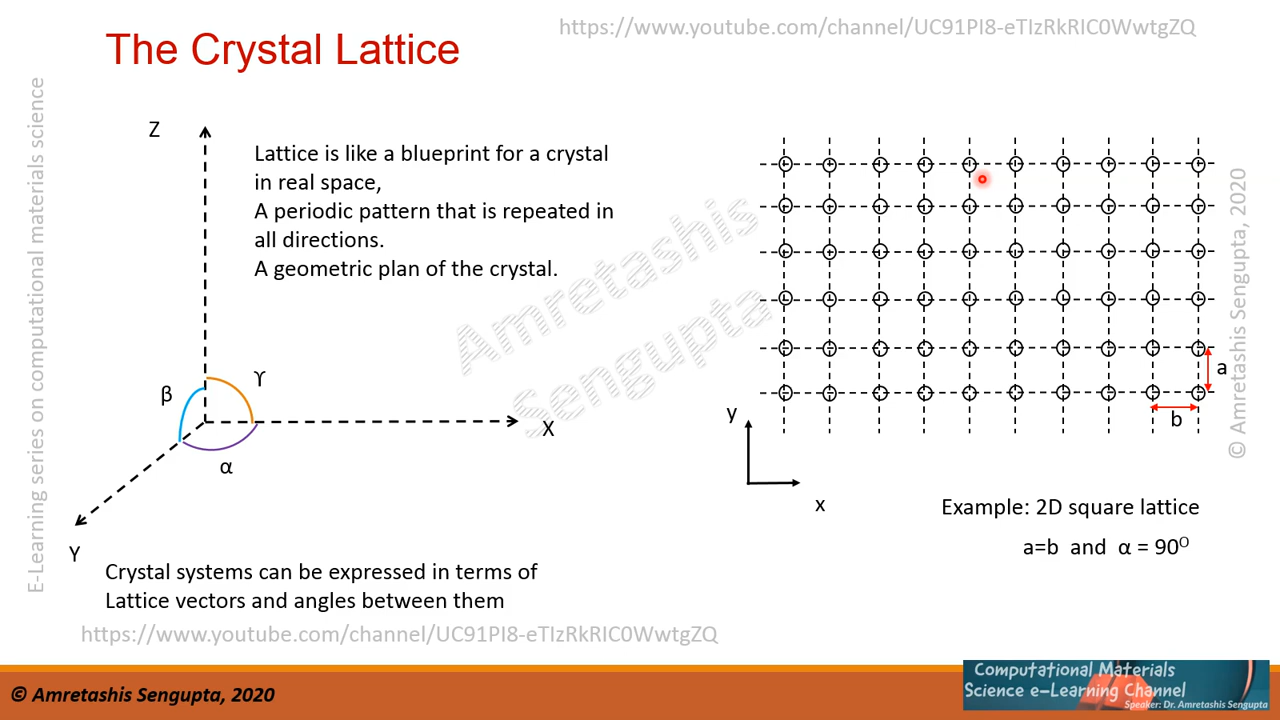 https://www.youtube.com/channel/UC91PI8-eTIzRkRIC0WwtgZQ
The Crystal Lattice
E-Learning series on computational materials science
Z
Lattice is like a blueprint for a crystal
in real space,
A periodic pattern that is repeated in
all directions.
A geometric plan of the crystal.
Amretashis
Sengupta
© Amretashis Sengupta, 2020
β
ϒ
X
α
Y
a
b
y
x
Example: 2D square lattice
a=b and α = 90⁰
Crystal systems can be expressed in terms of
Lattice vectors and angles between them
https://www.youtube.com/channel/UC91PI8-eTIzRkRIC0WwtgZQ
© Amretashis Sengupta, 2020
Computational Materials
Science e-Learning Channel
Speaker: Dr. Amretashis Sengupta